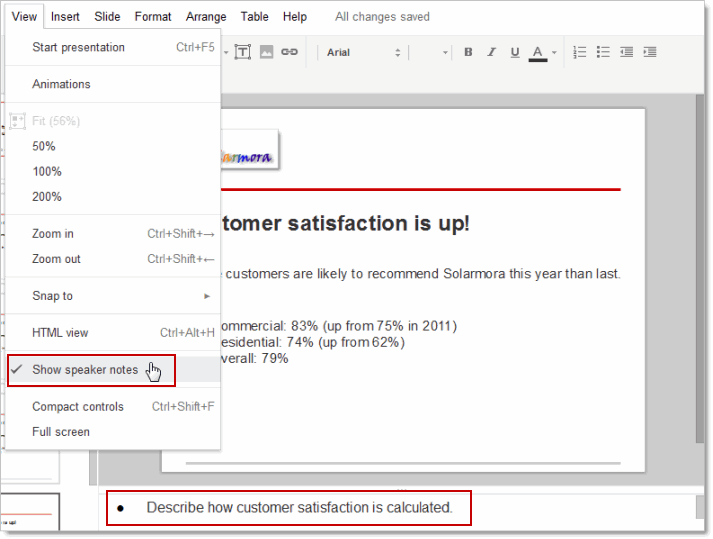 View Insert Slide Format Arrange Table Help All changes saved
Start presentation Ctrl+F5
Arial B I U A
Animations
Fit (56%)
50%
100%
200%
Zoom in Ctrl+Shift+→
Zoom out Ctrl+Shift+←
Snap to
HTML view Ctrl+Alt+H
Show speaker notes
Compact controls Ctrl+Shift+F
Full screen
armora
tomer satisfaction is up!
customers are likely to recommend Solarmora this year than last.
ommercial: 83% (up from 75% in 2011)
esidential: 74% (up from 62%)
verall: 79%
● Describe how customer satisfaction is calculated.